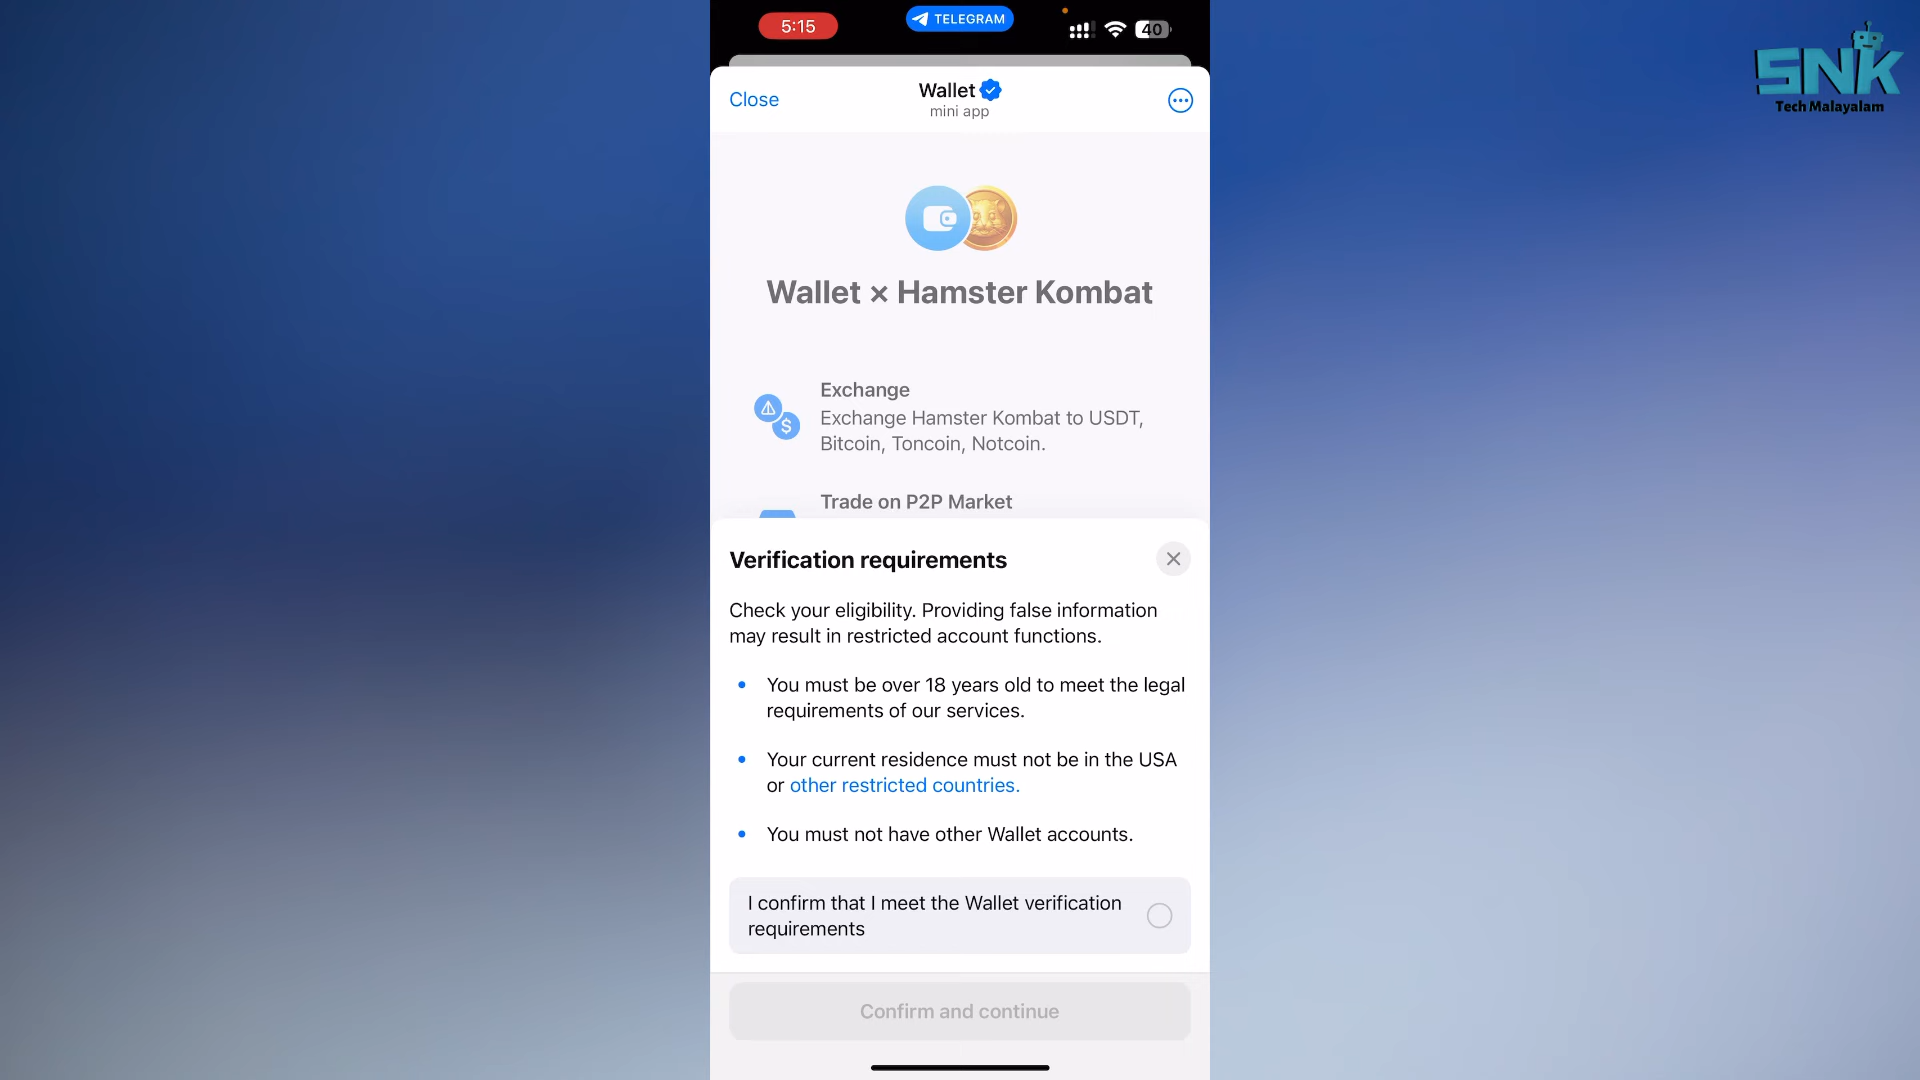 5:15
TELEGRAM
40
SNK
Tech Malayalam
Close
Wallet
mini app
Wallet × Hamster Kombat
Exchange
Exchange Hamster Kombat to USDT,
Bitcoin, Toncoin, Notcoin.
Trade on P2P Market
Verification requirements
Check your eligibility. Providing false information
may result in restricted account functions.
• You must be over 18 years old to meet the legal
requirements of our services.
• Your current residence must not be in the USA
or other restricted countries.
• You must not have other Wallet accounts.
I confirm that I meet the Wallet verification
requirements
Confirm and continue